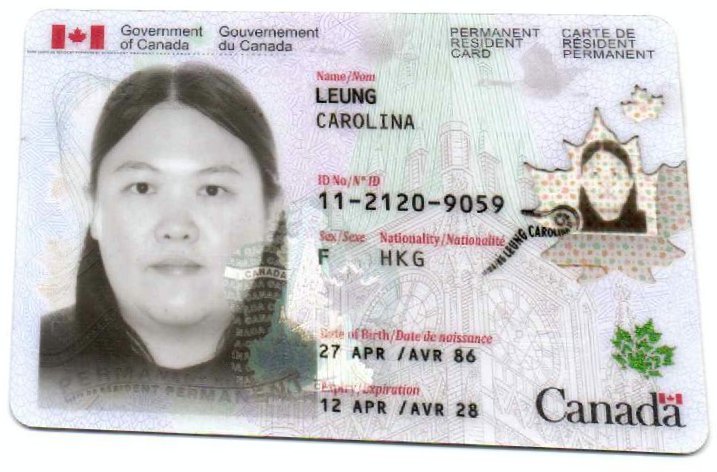 Government of Canada
Gouvernement du Canada
PERMANENT RESIDENT CARD
CARTE DE RÉSIDENT PERMANENT
Name/Nom
LEUNG
CAROLINA
ID No/Nº ID
11-2120-9059
Sex/Sexe Nationality/Nationalité
F HKG
LEUNG CAROLINA
CANADA
Date of Birth/Date de naissance
27 APR /AVR 86
Expiry/Expiration
12 APR /AVR 28
Canada